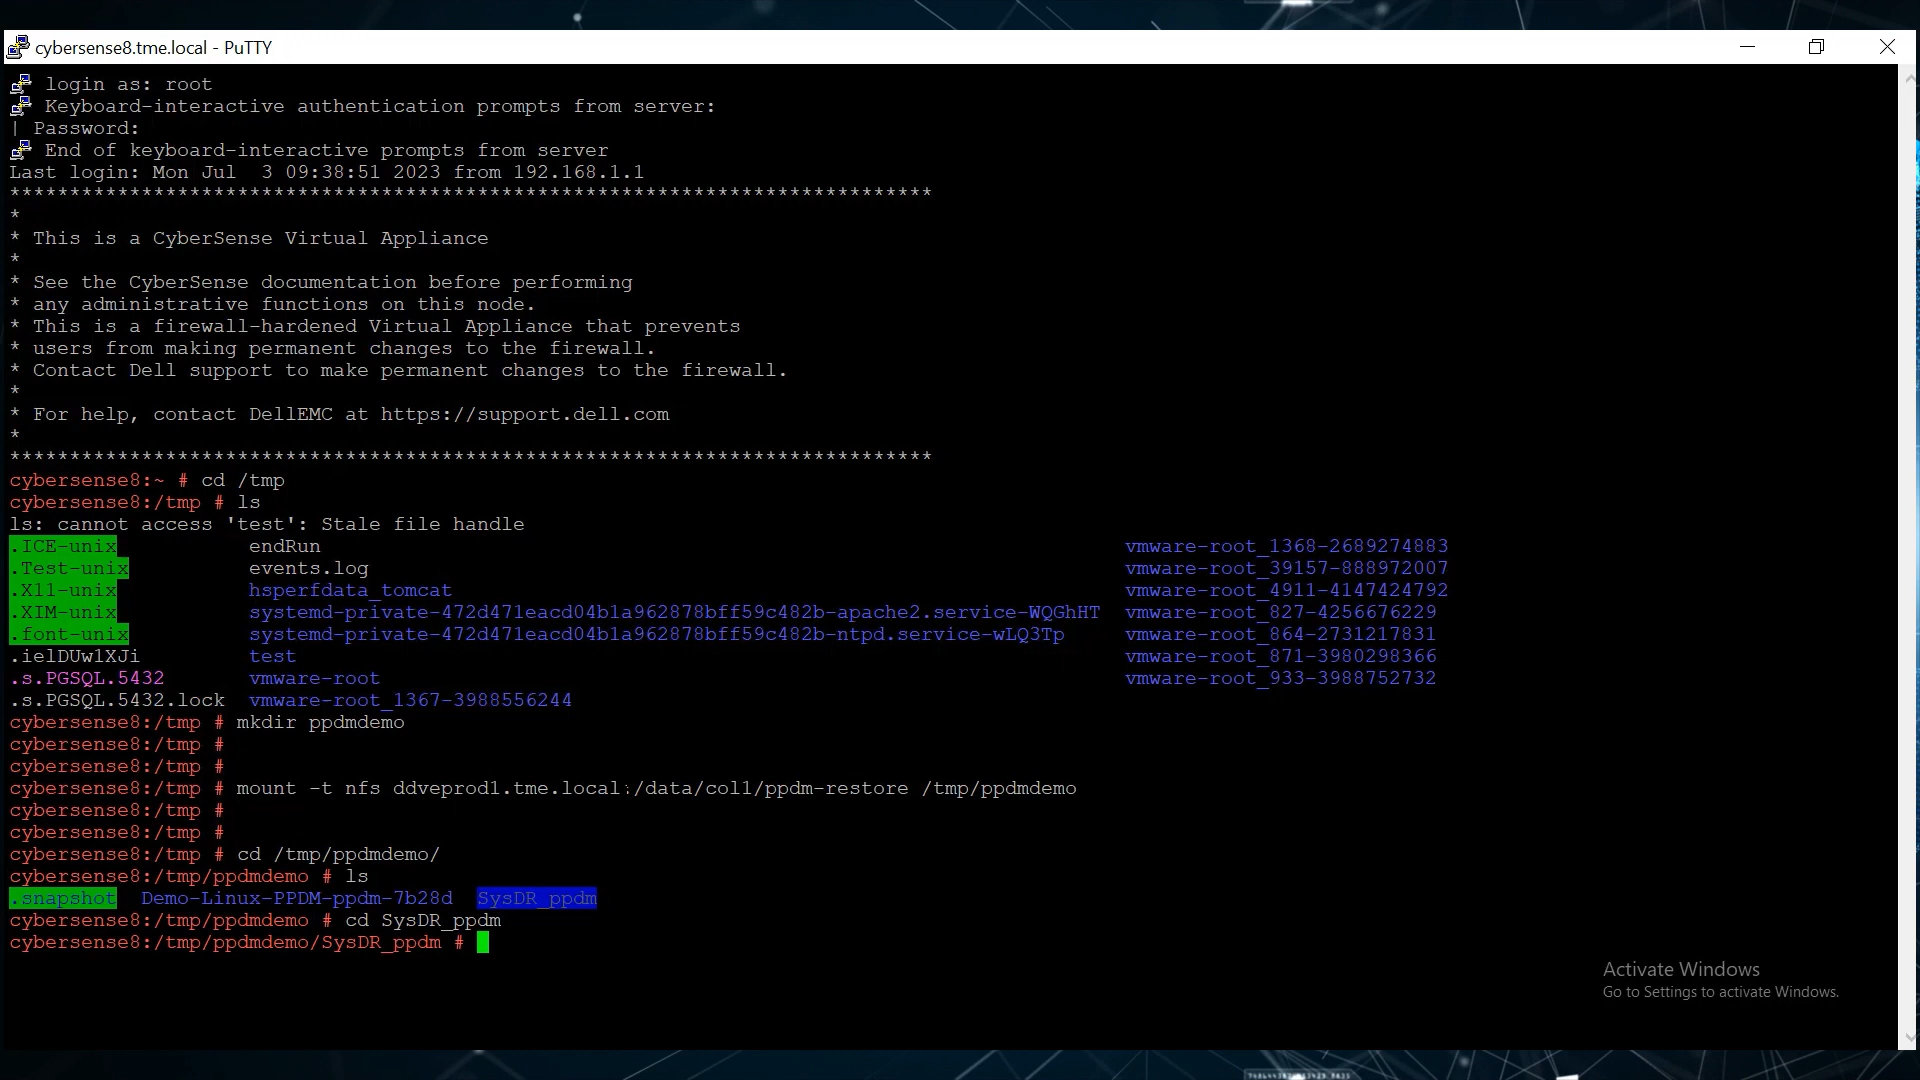 cybersense8.tme.local - PuTTY
login as: root
Keyboard-interactive authentication prompts from server:
| Password:
End of keyboard-interactive prompts from server
Last login: Mon Jul  3 09:38:51 2023 from 192.168.1.1
*****************************************************************************
*
* This is a CyberSense Virtual Appliance
*
* See the CyberSense documentation before performing
* any administrative functions on this node.
* This is a firewall-hardened Virtual Appliance that prevents
* users from making permanent changes to the firewall.
* Contact Dell support to make permanent changes to the firewall.
*
* For help, contact DellEMC at https://support.dell.com
*
*****************************************************************************
cybersense8:~ # cd /tmp
cybersense8:/tmp # ls
ls: cannot access 'test': Stale file handle
.ICE-unix endRun vmware-root_1368-2689274883
.Test-unix events.log vmware-root_39157-888972007
.X11-unix hsperfdata_tomcat vmware-root_4911-4147424792
.XIM-unix systemd-private-472d471eacd04b1a962878bff59c482b-apache2.service-WQGhHT vmware-root_827-4256676229
.font-unix systemd-private-472d471eacd04b1a962878bff59c482b-ntpd.service-wLQ3Tp vmware-root_864-2731217831
.ielDUw1XJi test vmware-root_871-3980298366
.s.PGSQL.5432 vmware-root vmware-root_933-3988752732
.s.PGSQL.5432.lock vmware-root_1367-3988556244
cybersense8:/tmp # mkdir ppdmdemo
cybersense8:/tmp #
cybersense8:/tmp #
cybersense8:/tmp # mount -t nfs ddveprod1.tme.local:/data/col1/ppdm-restore /tmp/ppdmdemo
cybersense8:/tmp #
cybersense8:/tmp #
cybersense8:/tmp # cd /tmp/ppdmdemo/
cybersense8:/tmp/ppdmdemo # ls
.snapshot Demo-Linux-PPDM-ppdm-7b28d SysDR_ppdm
cybersense8:/tmp/ppdmdemo # cd SysDR_ppdm
cybersense8:/tmp/ppdmdemo/SysDR_ppdm #
Activate Windows
Go to Settings to activate Windows.